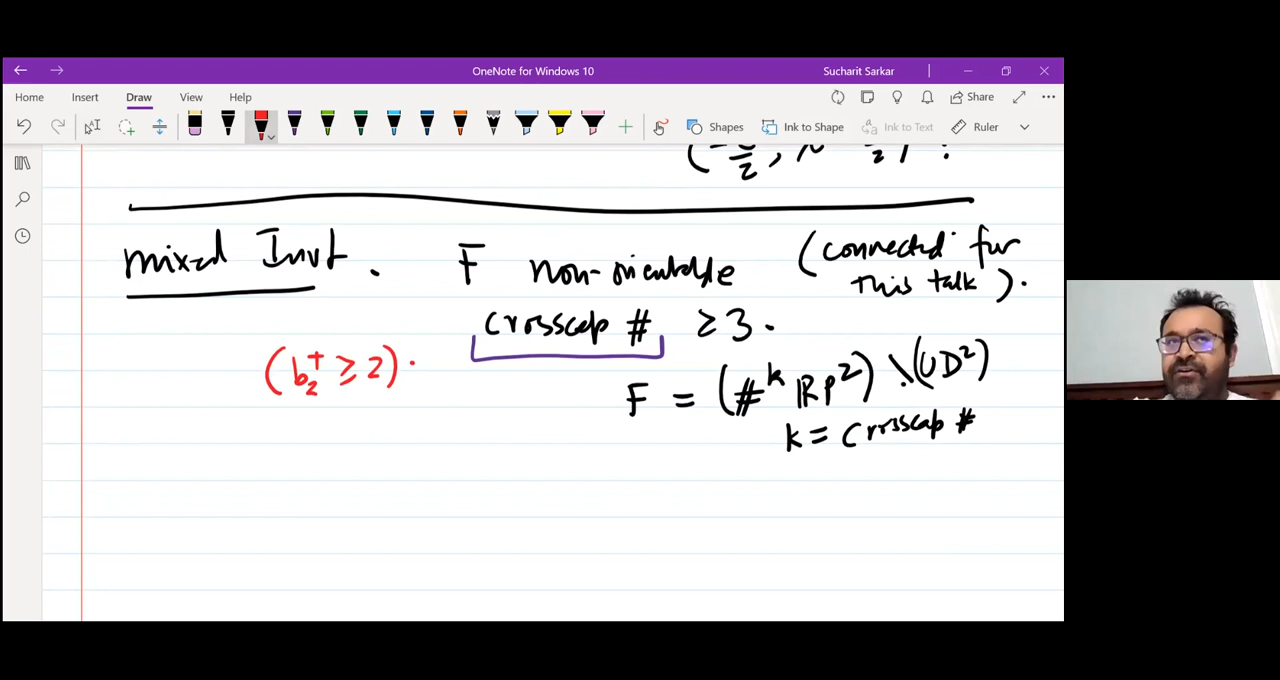 OneNote for Windows 10
Sucharit Sarkar
Home Insert Draw View Help
Share
Shapes Ink to Shape Ink to Text Ruler
mixed Invt. F non-orientable (connected for
this talk).
crosscap # ≥ 3.
(b₂⁺ ≥ 2).
F = (#ᵏ RP²) \ (∪D²)
k = crosscap #